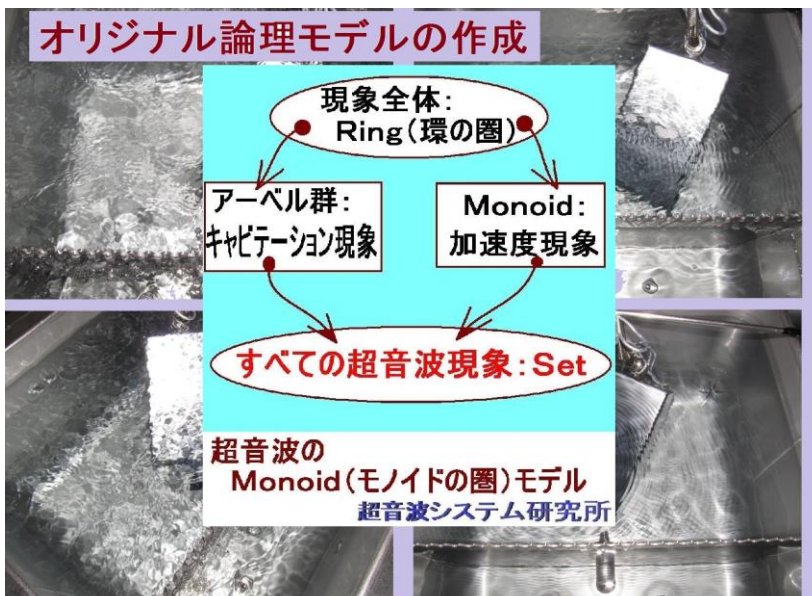 オリジナル論理モデルの作成
現象全体：
Ring（環の圏）
アーベル群：
キャビテーション現象
Monoid：
加速度現象
すべての超音波現象：Set
超音波の
Monoid（モノイドの圏）モデル
超音波システム研究所